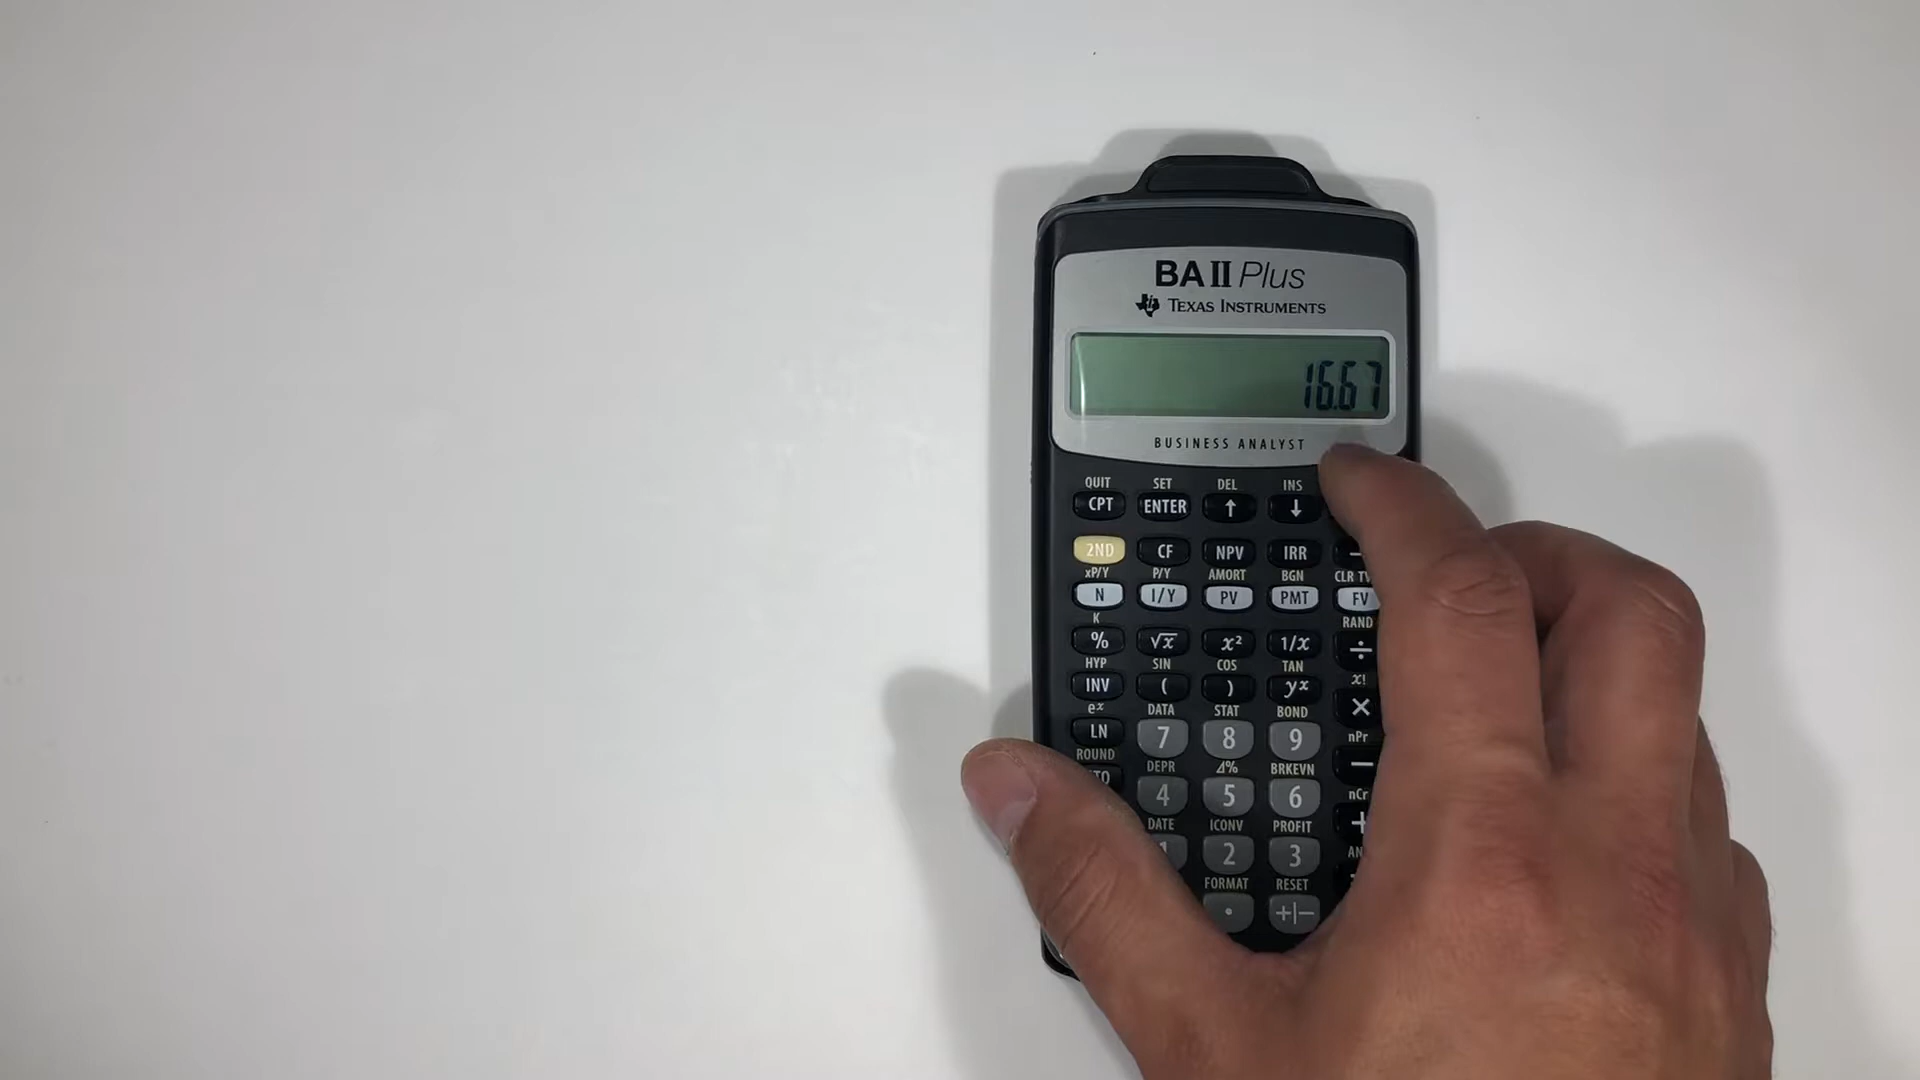 BA II Plus
TEXAS INSTRUMENTS
16.67
BUSINESS ANALYST
QUIT SET DEL INS
CPT ENTER ↑ ↓
2ND CF NPV IRR
xP/Y P/Y AMORT BGN CLR
N I/Y PV PMT FV
K RAND
% √x x² 1/x ÷
HYP SIN COS TAN x!
INV ( ) yˣ ×
eˣ DATA STAT BOND nPr
LN 7 8 9 −
ROUND DEPR Δ% BRKEVN nCr
4 5 6 +
DATE ICONV PROFIT
1 2 3
FORMAT RESET
• +|−